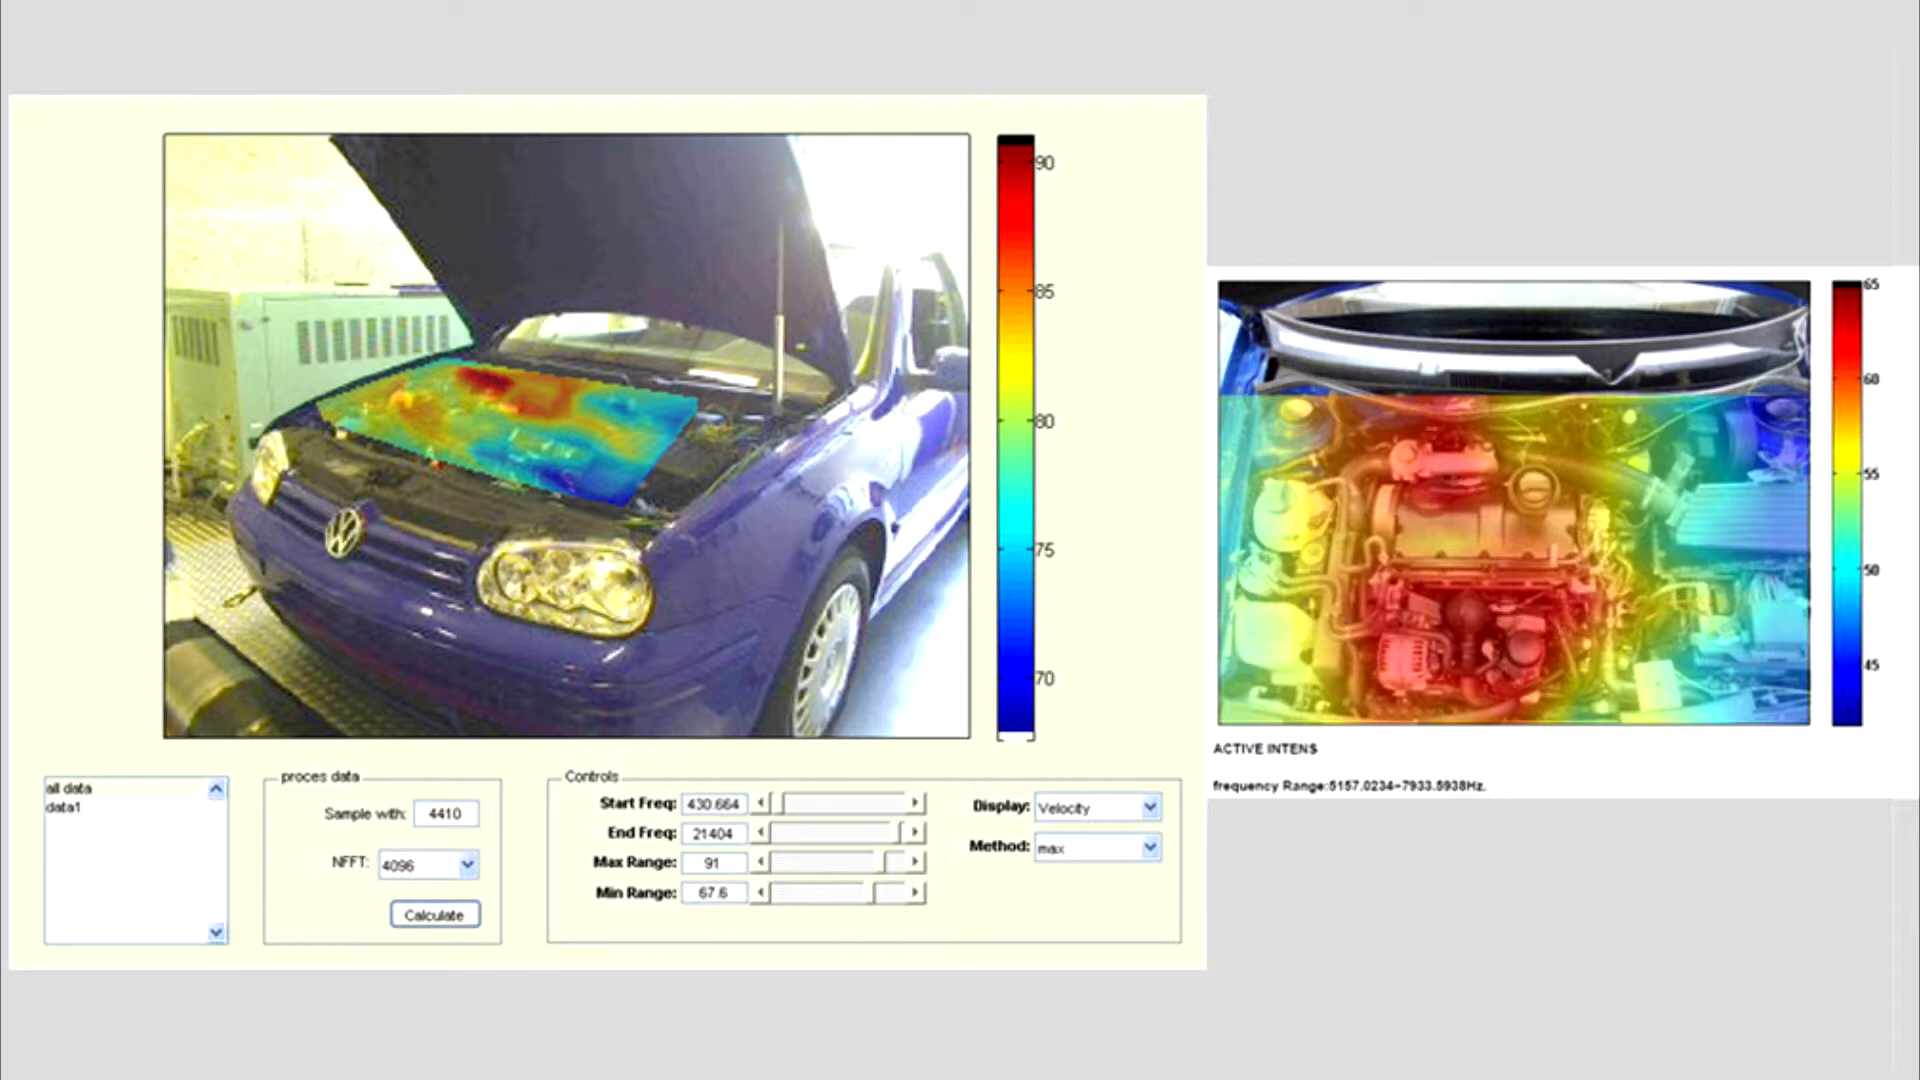 90
85
80
75
70
65
60
55
50
45
ACTIVE INTENS
frequency Range:5157.0234-7933.5938Hz.
all data
data1
proces data
Sample with: 4410
NFFT: 4096
Calculate
Controls
Start Freq: 430.664
End Freq: 21404
Max Range: 91
Min Range: 67.6
Display: Velocity
Method: max